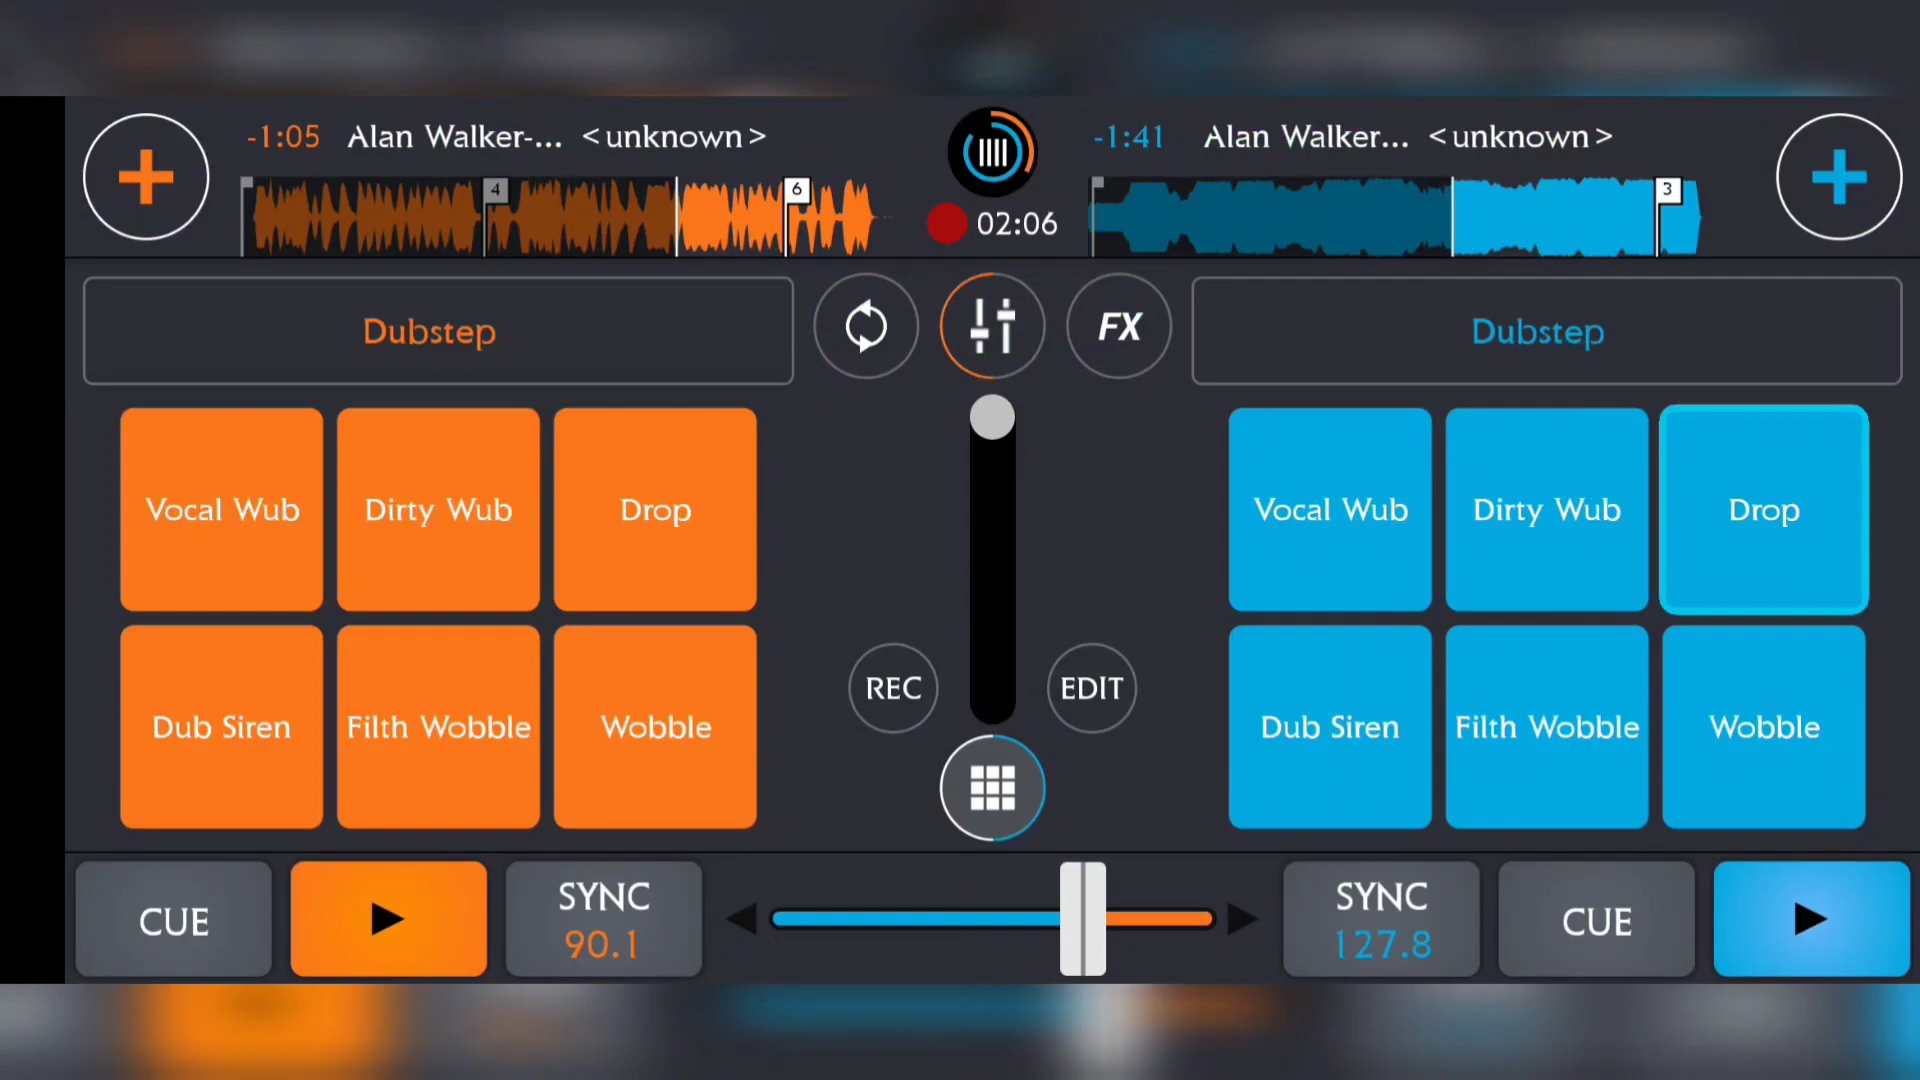 -1:05 Alan Walker-... <unknown>
4
6
02:06
-1:41 Alan Walker... <unknown>
3
Dubstep
FX
Dubstep
Vocal Wub
Dirty Wub
Drop
Dub Siren
Filth Wobble
Wobble
REC
EDIT
Vocal Wub
Dirty Wub
Drop
Dub Siren
Filth Wobble
Wobble
CUE
SYNC
90.1
SYNC
127.8
CUE